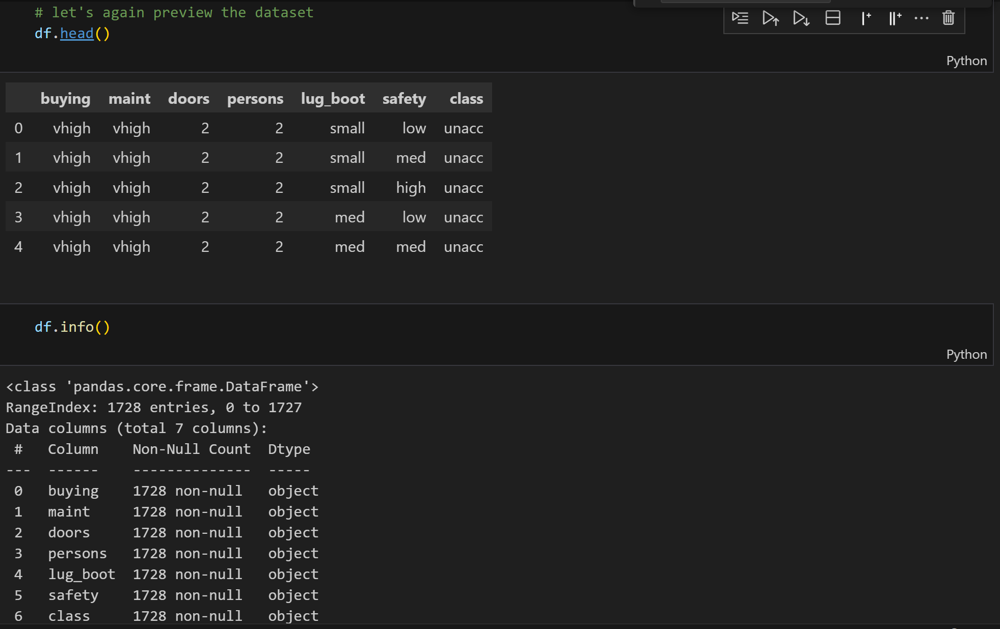 # let's again preview the dataset
df.head()
Python
buying maint doors persons lug_boot safety class
0 vhigh vhigh 2 2 small low unacc
1 vhigh vhigh 2 2 small med unacc
2 vhigh vhigh 2 2 small high unacc
3 vhigh vhigh 2 2 med low unacc
4 vhigh vhigh 2 2 med med unacc
df.info()
Python
<class 'pandas.core.frame.DataFrame'>
RangeIndex: 1728 entries, 0 to 1727
Data columns (total 7 columns):
 #   Column    Non-Null Count  Dtype
---  ------    --------------  -----
 0   buying    1728 non-null   object
 1   maint     1728 non-null   object
 2   doors     1728 non-null   object
 3   persons   1728 non-null   object
 4   lug_boot  1728 non-null   object
 5   safety    1728 non-null   object
 6   class     1728 non-null   object